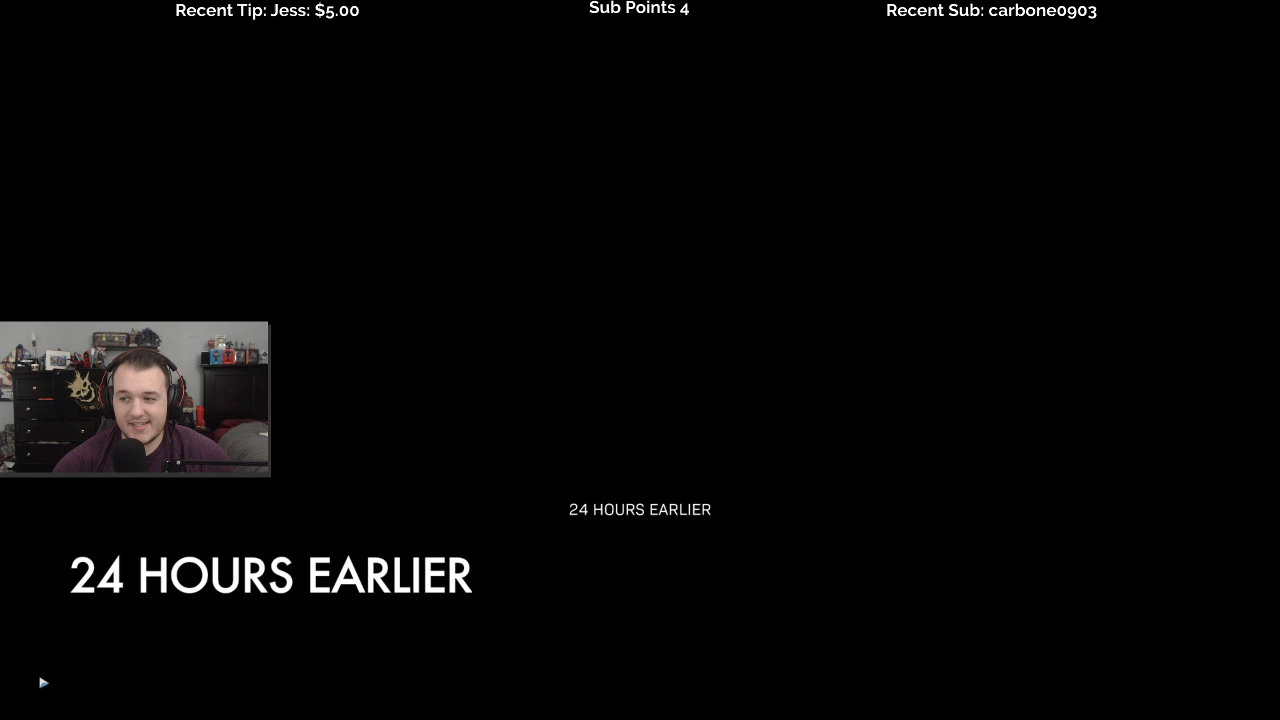 Recent Tip: Jess: $5.00
Sub Points 4
Recent Sub: carbone0903
24 HOURS EARLIER
24 HOURS EARLIER